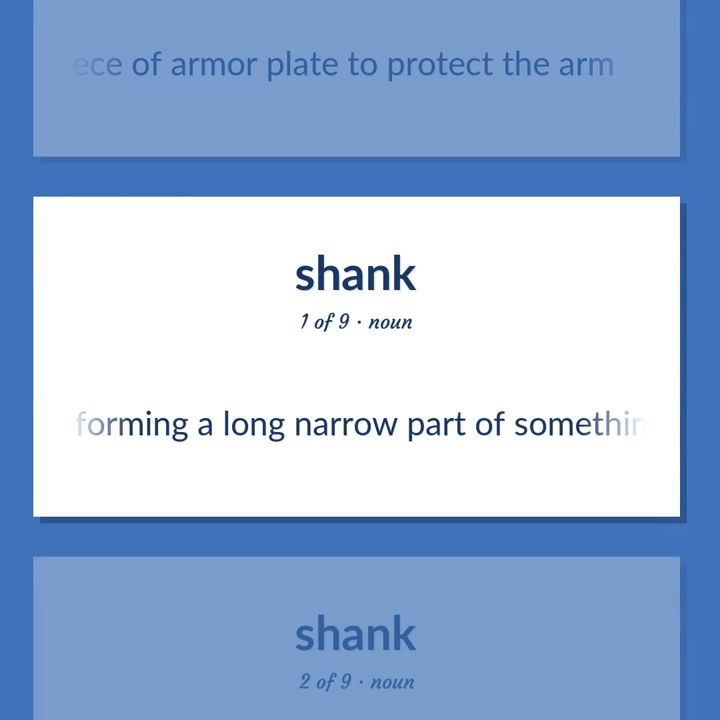 ece of armor plate to protect the arm
shank
1 of 9 · noun
forming a long narrow part of somethin
shank
2 of 9 · noun